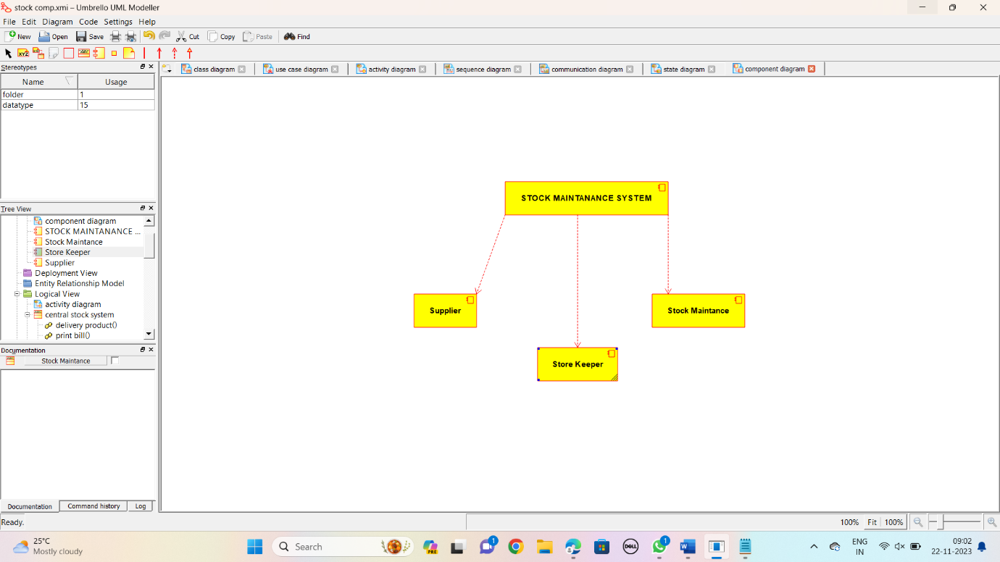 stock comp.xmi – Umbrello UML Modeller
File Edit Diagram Code Settings Help
New Open Save Cut Copy Paste Find
XYZ
Stereotypes
class diagram use case diagram activity diagram sequence diagram communication diagram state diagram component diagram
Name Usage
folder 1
datatype 15
Tree View
component diagram
STOCK MAINTANANCE ...
Stock Maintance
Store Keeper
Supplier
Deployment View
Entity Relationship Model
Logical View
activity diagram
central stock system
delivery product()
print bill()
STOCK MAINTANANCE SYSTEM
Supplier
Stock Maintance
Store Keeper
Documentation
Stock Maintance
Documentation Command history Log
Ready.
100% Fit 100%
25°C
Mostly cloudy
Search
PRE
1
DELL
1
W
ENG
IN
09:02
22-11-2023